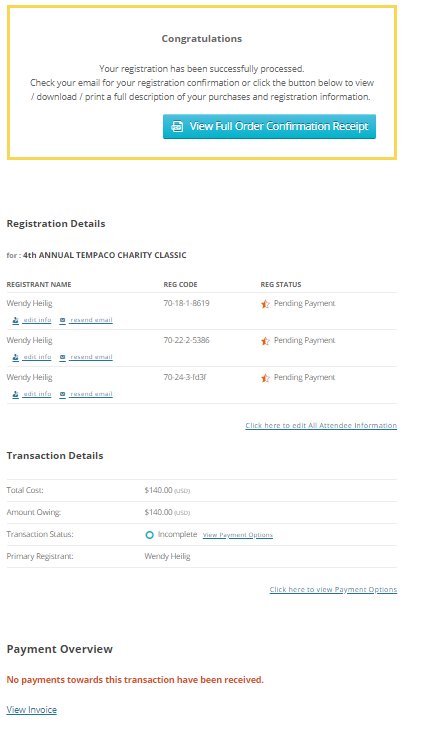 Congratulations
Your registration has been successfully processed.
Check your email for your registration confirmation or click the button below to view
/ download / print a full description of your purchases and registration information.
View Full Order Confirmation Receipt
Registration Details
for : 4th ANNUAL TEMPACO CHARITY CLASSIC
REGISTRANT NAME REG CODE REG STATUS
Wendy Heilig 70-18-1-8619 Pending Payment
edit info resend email
Wendy Heilig 70-22-2-5386 Pending Payment
edit info resend email
Wendy Heilig 70-24-3-fd3f Pending Payment
edit info resend email
Click here to edit All Attendee Information
Transaction Details
Total Cost: $140.00 (USD)
Amount Owing: $140.00 (USD)
Transaction Status: Incomplete View Payment Options
Primary Registrant: Wendy Heilig
Click here to view Payment Options
Payment Overview
No payments towards this transaction have been received.
View Invoice